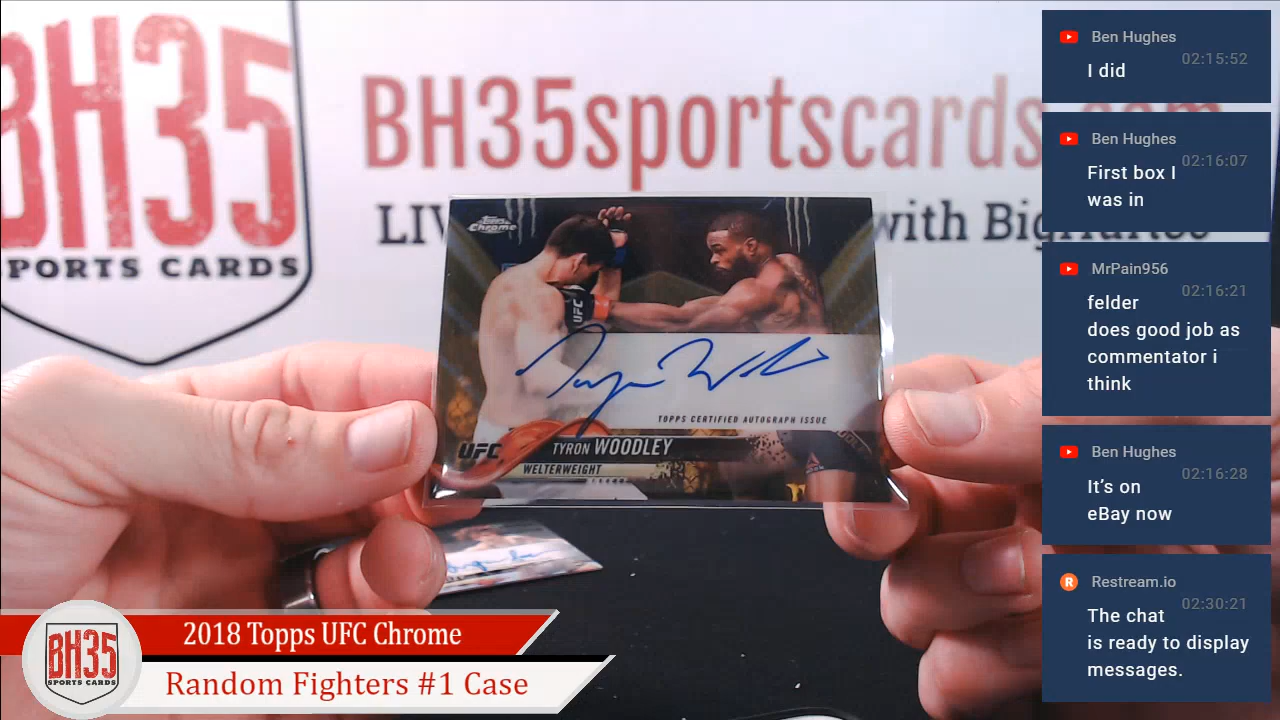 BH35
SPORTS CARDS
BH35sportscards.com
LIV
with Big
Topps
Chrome
UFC
TOPPS CERTIFIED AUTOGRAPH ISSUE
UFC
TYRON WOODLEY
WELTERWEIGHT
BH35
SPORTS CARDS
2018 Topps UFC Chrome
Random Fighters #1 Case
Ben Hughes
02:15:52
I did
Ben Hughes
02:16:07
First box I
was in
MrPain956
02:16:21
felder
does good job as
commentator i
think
Ben Hughes
02:16:28
It’s on
eBay now
Restream.io
02:30:21
The chat
is ready to display
messages.